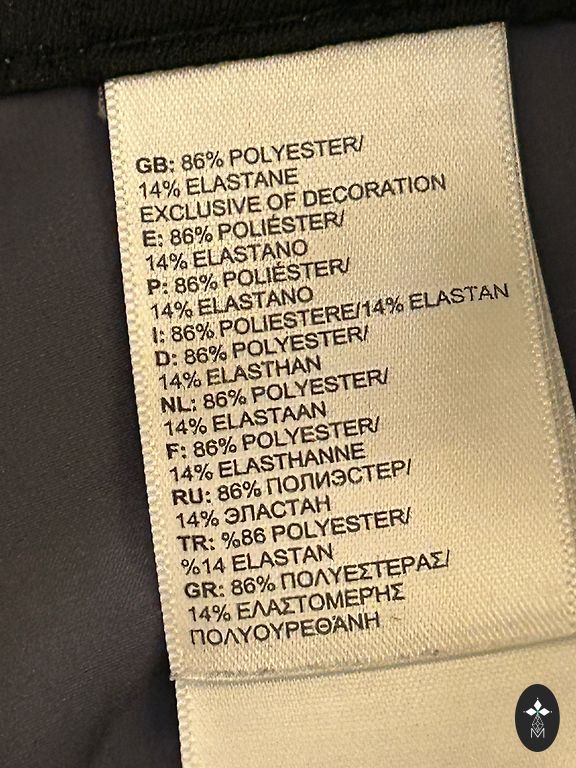 GB: 86% POLYESTER/
14% ELASTANE
EXCLUSIVE OF DECORATION
E: 86% POLIÉSTER/
14% ELASTANO
P: 86% POLIÉSTER/
14% ELASTANO
I: 86% POLIESTERE/14% ELASTAN
D: 86% POLYESTER/
14% ELASTHAN
NL: 86% POLYESTER/
14% ELASTAAN
F: 86% POLYESTER/
14% ELASTHANNE
RU: 86% ПОЛИЭСТЕР/
14% ЭЛАСТАН
TR: %86 POLYESTER/
%14 ELASTAN
GR: 86% ΠΟΛΥΕΣΤΕΡΑΣ/
14% ΕΛΑΣΤΟΜΕΡΉΣ
ΠΟΛΥΟΥΡΕΘΆΝΗ
M